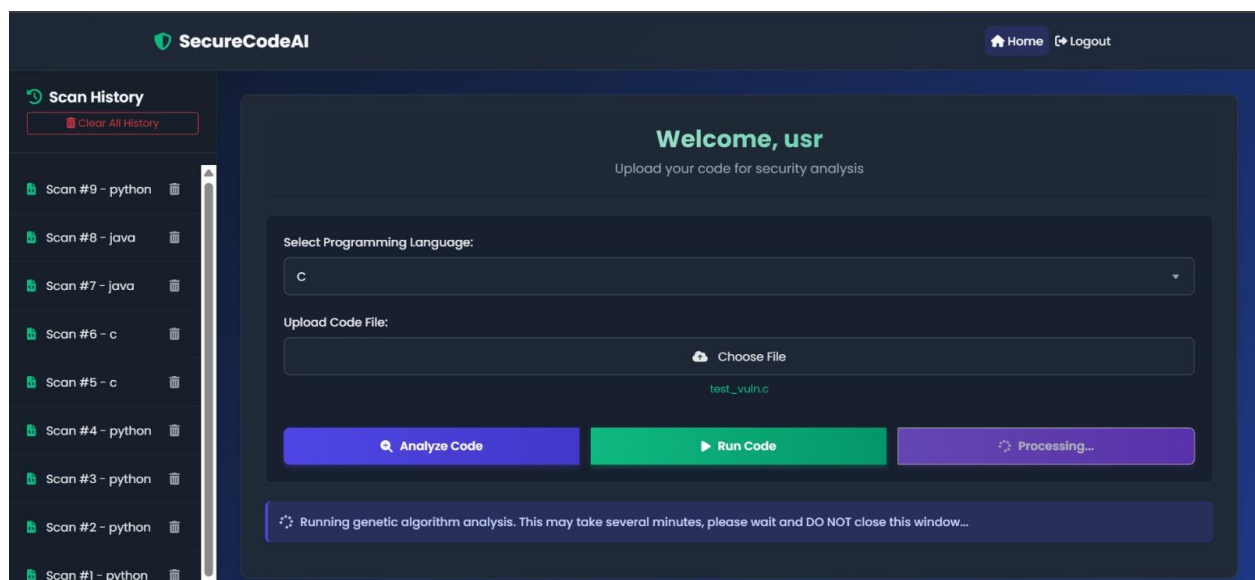 SecureCodeAI
Home Logout
Scan History
Clear All History
Scan #9 - python
Scan #8 - java
Scan #7 - java
Scan #6 - c
Scan #5 - c
Scan #4 - python
Scan #3 - python
Scan #2 - python
Scan #1 - python
Welcome, usr
Upload your code for security analysis
Select Programming Language:
C
Upload Code File:
Choose File
test_vuln.c
Analyze Code
Run Code
Processing...
Running genetic algorithm analysis. This may take several minutes, please wait and DO NOT close this window...